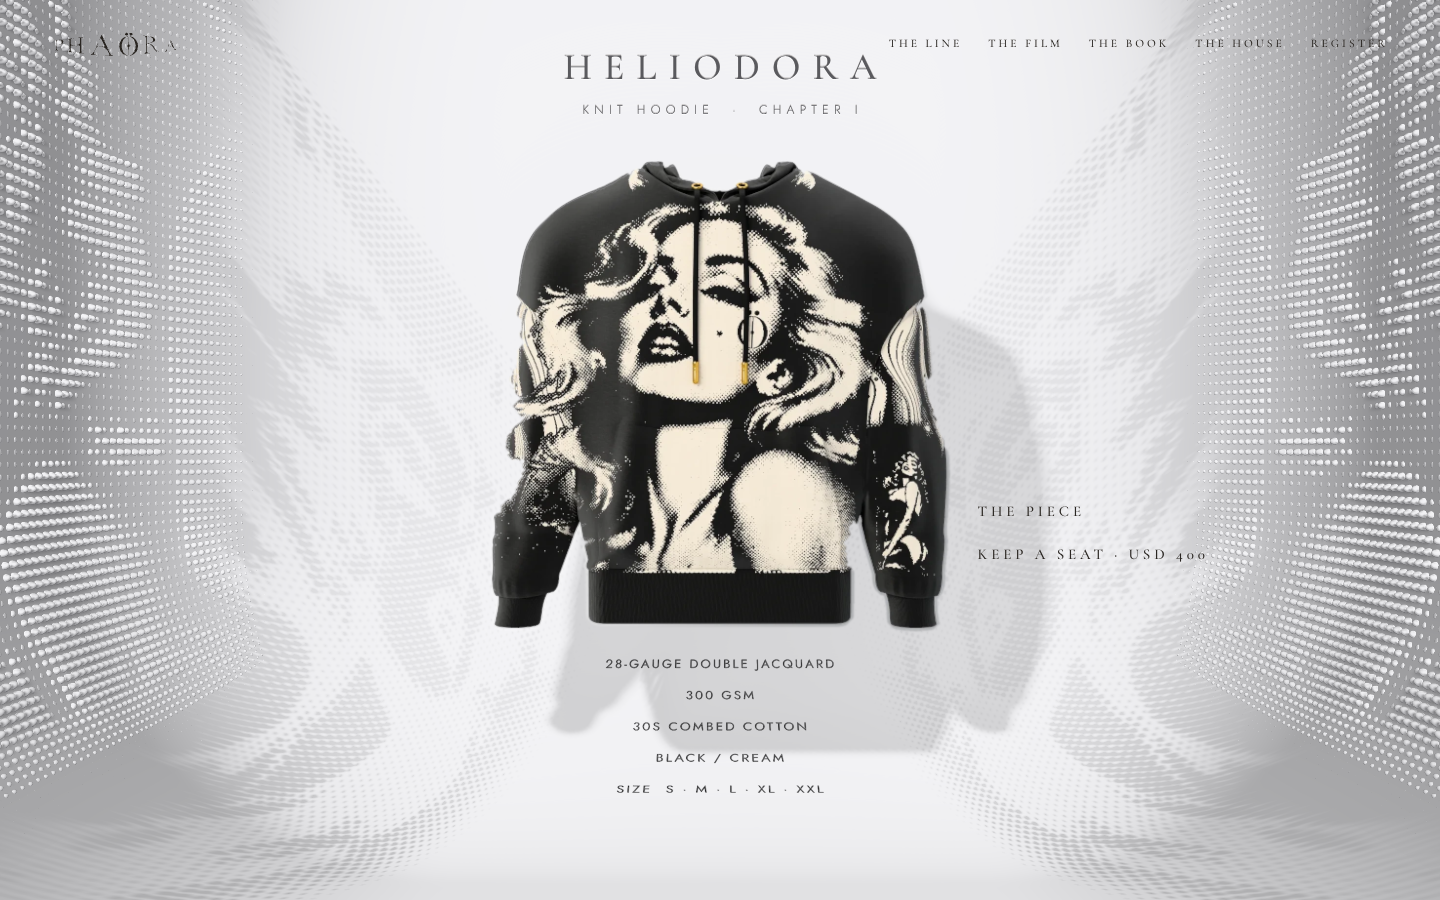 PHAÖRA
THE LINE THE FILM THE BOOK THE HOUSE REGISTER
HELIODORA
KNIT HOODIE · CHAPTER I
Ö
THE PIECE
KEEP A SEAT · USD 400
28-GAUGE DOUBLE JACQUARD
300 GSM
30S COMBED COTTON
BLACK / CREAM
SIZE S · M · L · XL · XXL